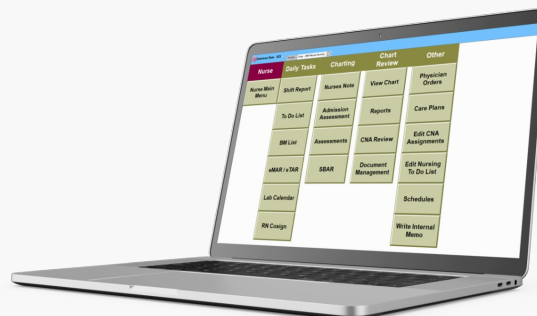 Nurse
Daily Tasks
Charting
Chart
Review
Other
Nurse Main
Menu
Shift Report
Nurses Note
View Chart
Physician
Orders
To Do List
Admission
Assessment
Reports
Care Plans
BM List
Assessments
CNA Review
Edit CNA
Assignments
eMAR / eTAR
SBAR
Document
Management
Edit Nursing
To Do List
Lab Calendar
Schedules
RN Cosign
Write Internal
Memo